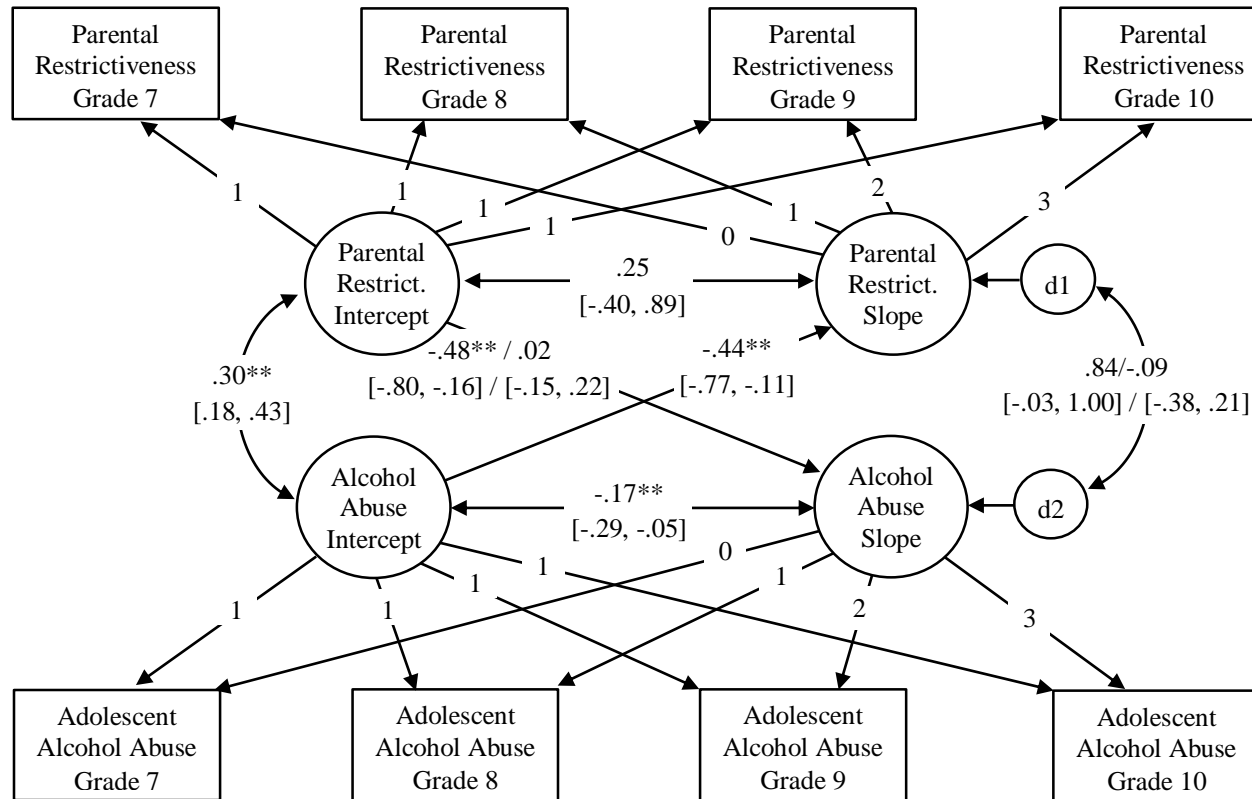 Parental
Restrictiveness
Grade 7
Parental
Restrictiveness
Grade 8
Parental
Restrictiveness
Grade 9
Parental
Restrictiveness
Grade 10
1
1
1
1
0
1
2
3
Parental
Restrict.
Intercept
.25
[-.40, .89]
Parental
Restrict.
Slope
d1
-.48** / .02
[-.80, -.16] / [-.15, .22]
-.44**
[-.77, -.11]
.30**
[.18, .43]
.84/-.09
[-.03, 1.00] / [-.38, .21]
Alcohol
Abuse
Intercept
-.17**
[-.29, -.05]
Alcohol
Abuse
Slope
d2
1
1
1
1
0
1
2
3
Adolescent
Alcohol Abuse
Grade 7
Adolescent
Alcohol Abuse
Grade 8
Adolescent
Alcohol Abuse
Grade 9
Adolescent
Alcohol Abuse
Grade 10